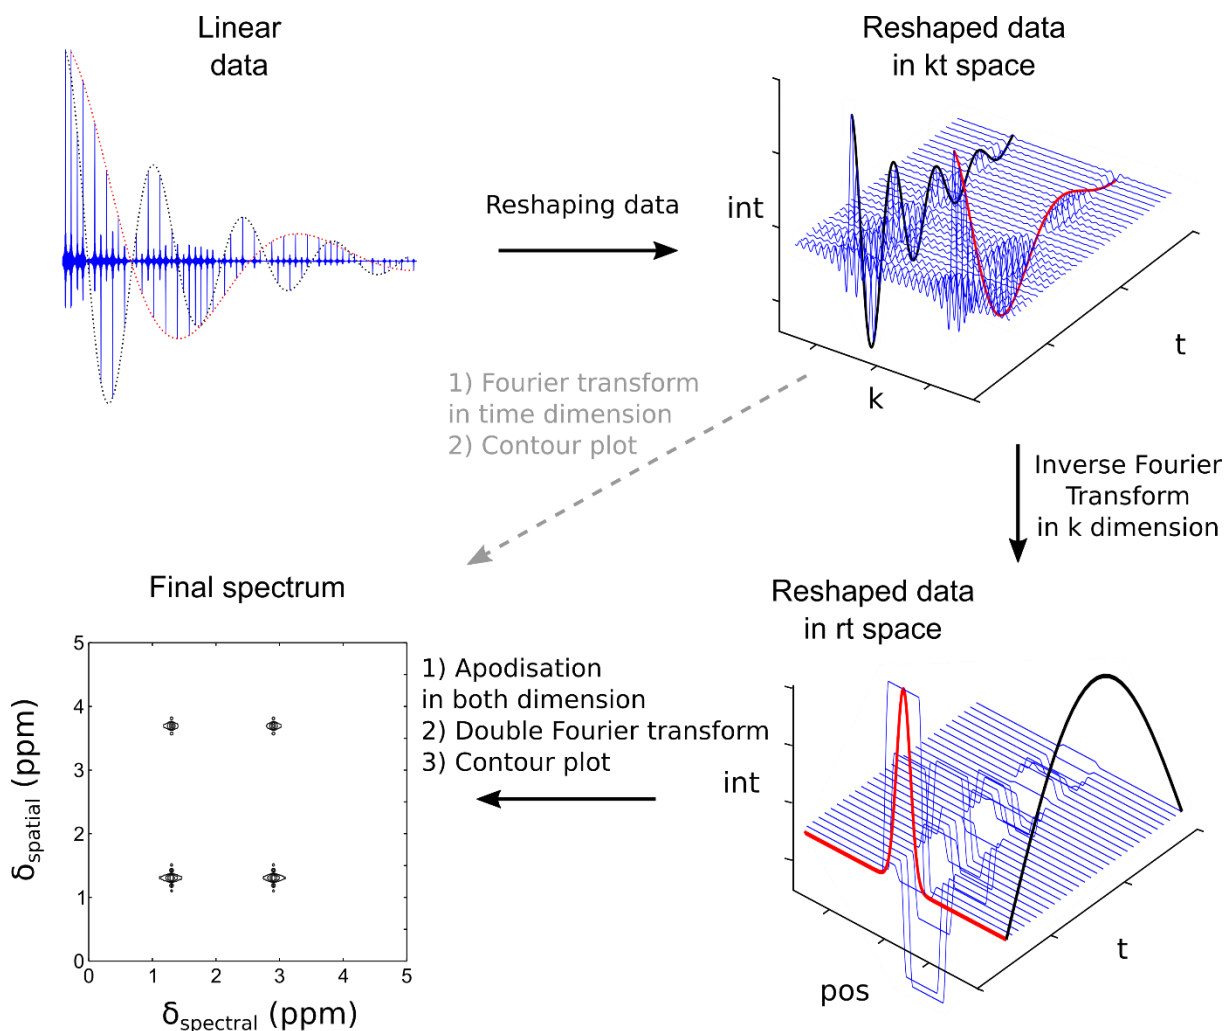 Linear
data
Reshaped data
in kt space
Reshaping data
int
k
t
1) Fourier transform
in time dimension
2) Contour plot
Inverse Fourier
Transform
in k dimension
Reshaped data
in rt space
int
pos
t
1) Apodisation
in both dimension
2) Double Fourier transform
3) Contour plot
Final spectrum
5
4
3
2
1
0
0 1 2 3 4 5
δspatial (ppm)
δspectral (ppm)